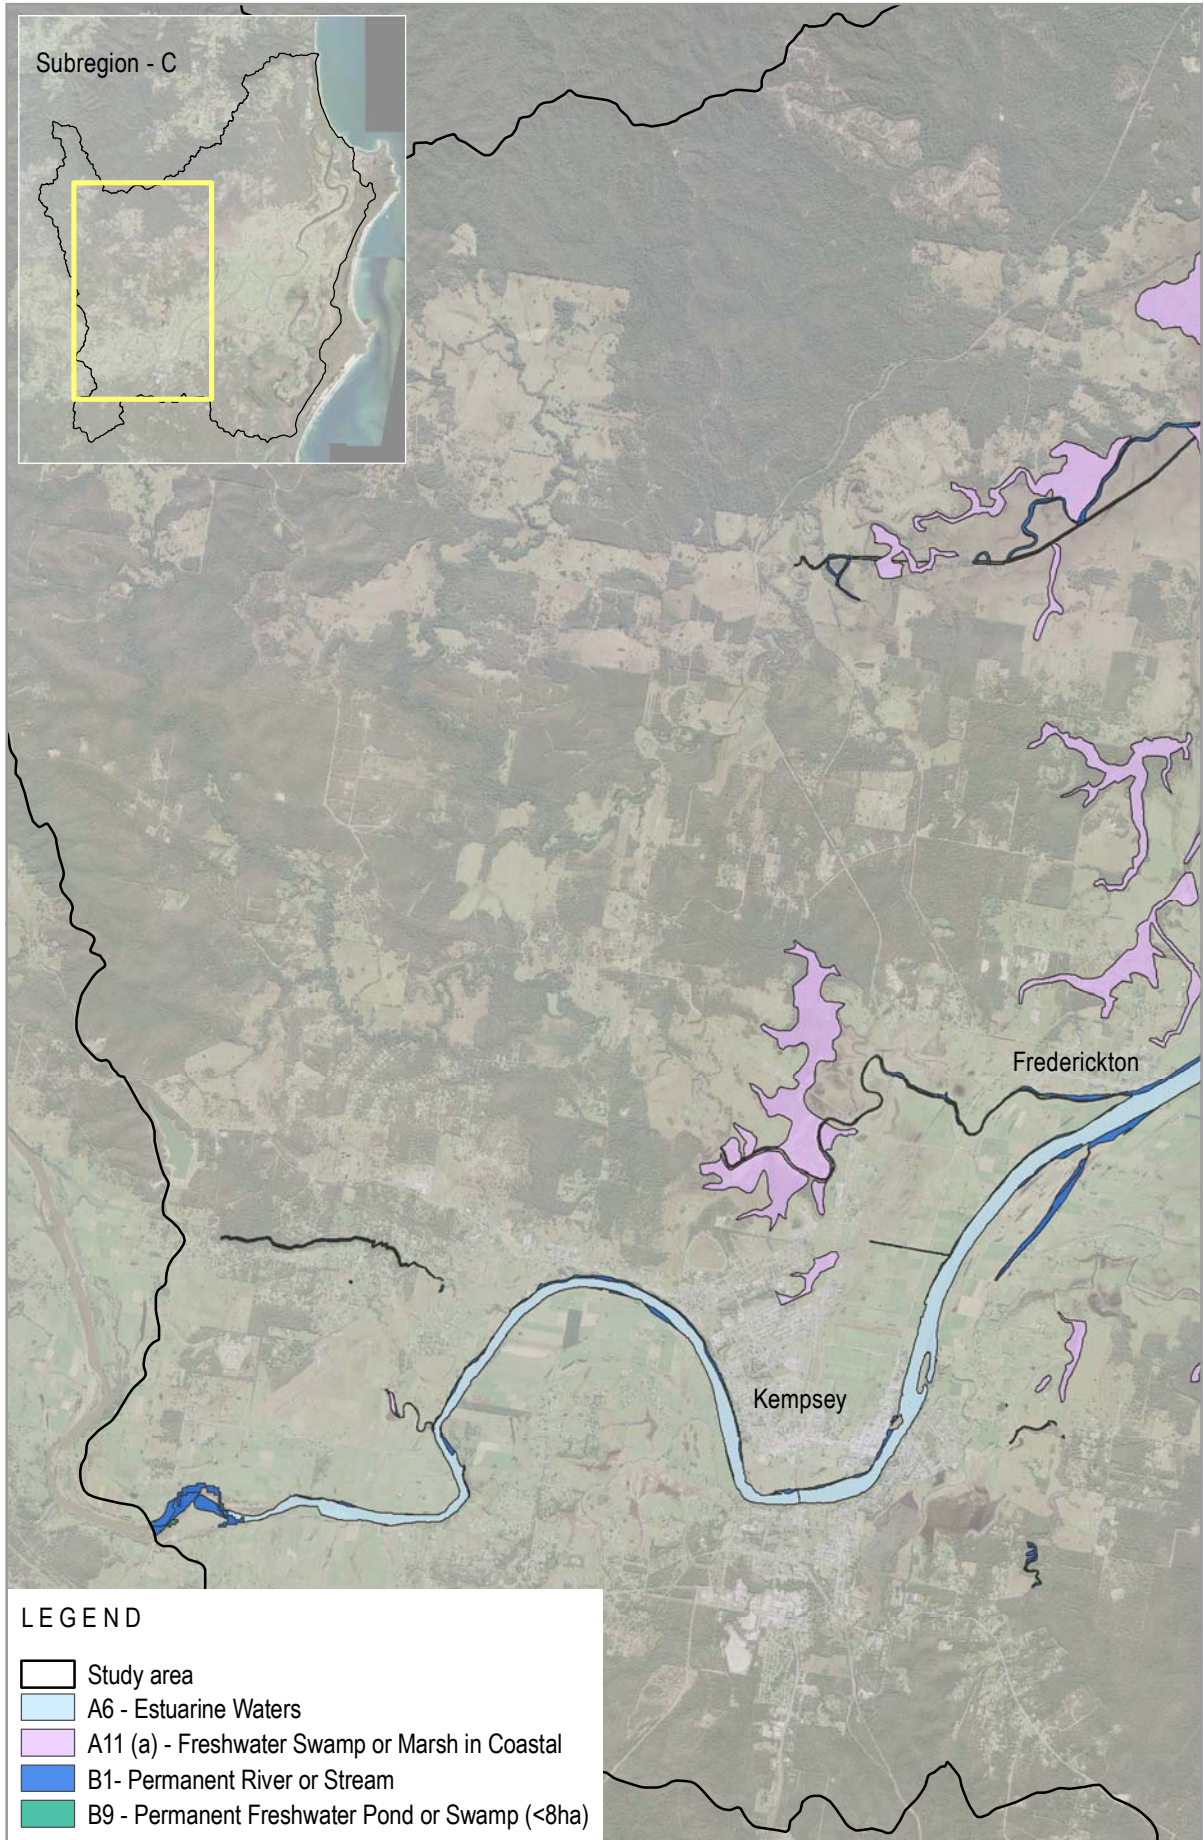 Subregion - C
Frederickton
Kempsey
LEGEND
Study area
A6 - Estuarine Waters
A11 (a) - Freshwater Swamp or Marsh in Coastal
B1- Permanent River or Stream
B9 - Permanent Freshwater Pond or Swamp (<8ha)